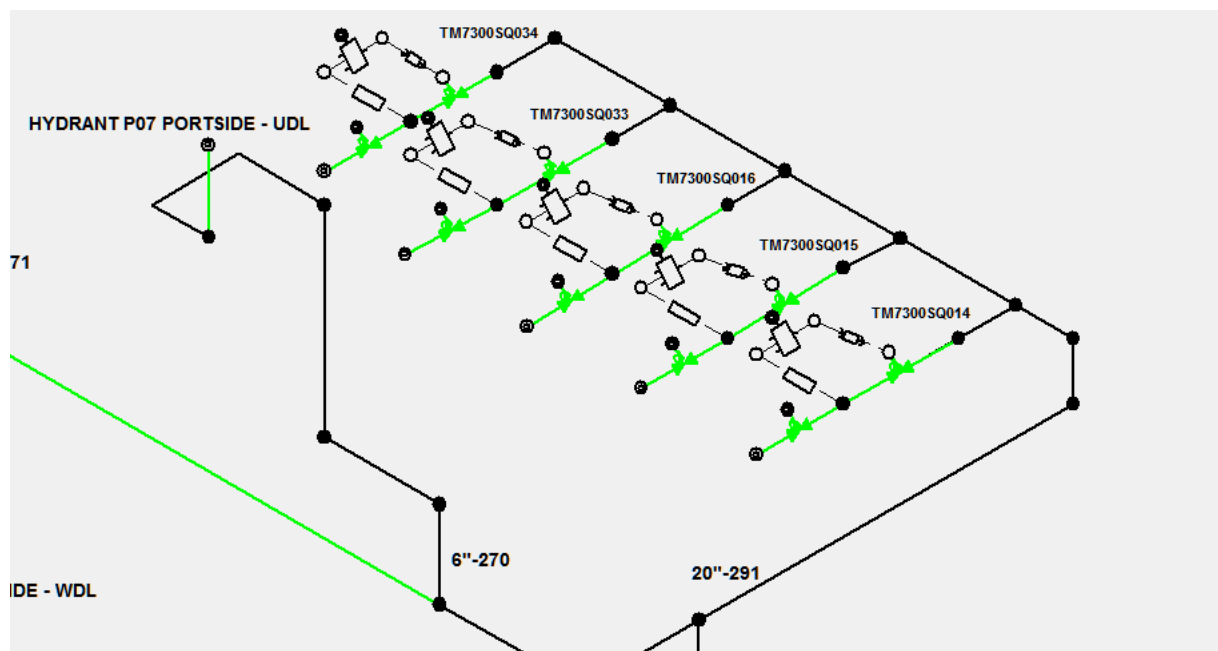 TM7300SQ034
TM7300SQ033
HYDRANT P07 PORTSIDE - UDL
TM7300SQ016
TM7300SQ015
71
TM7300SQ014
6"-270
20"-291
IDE - WDL